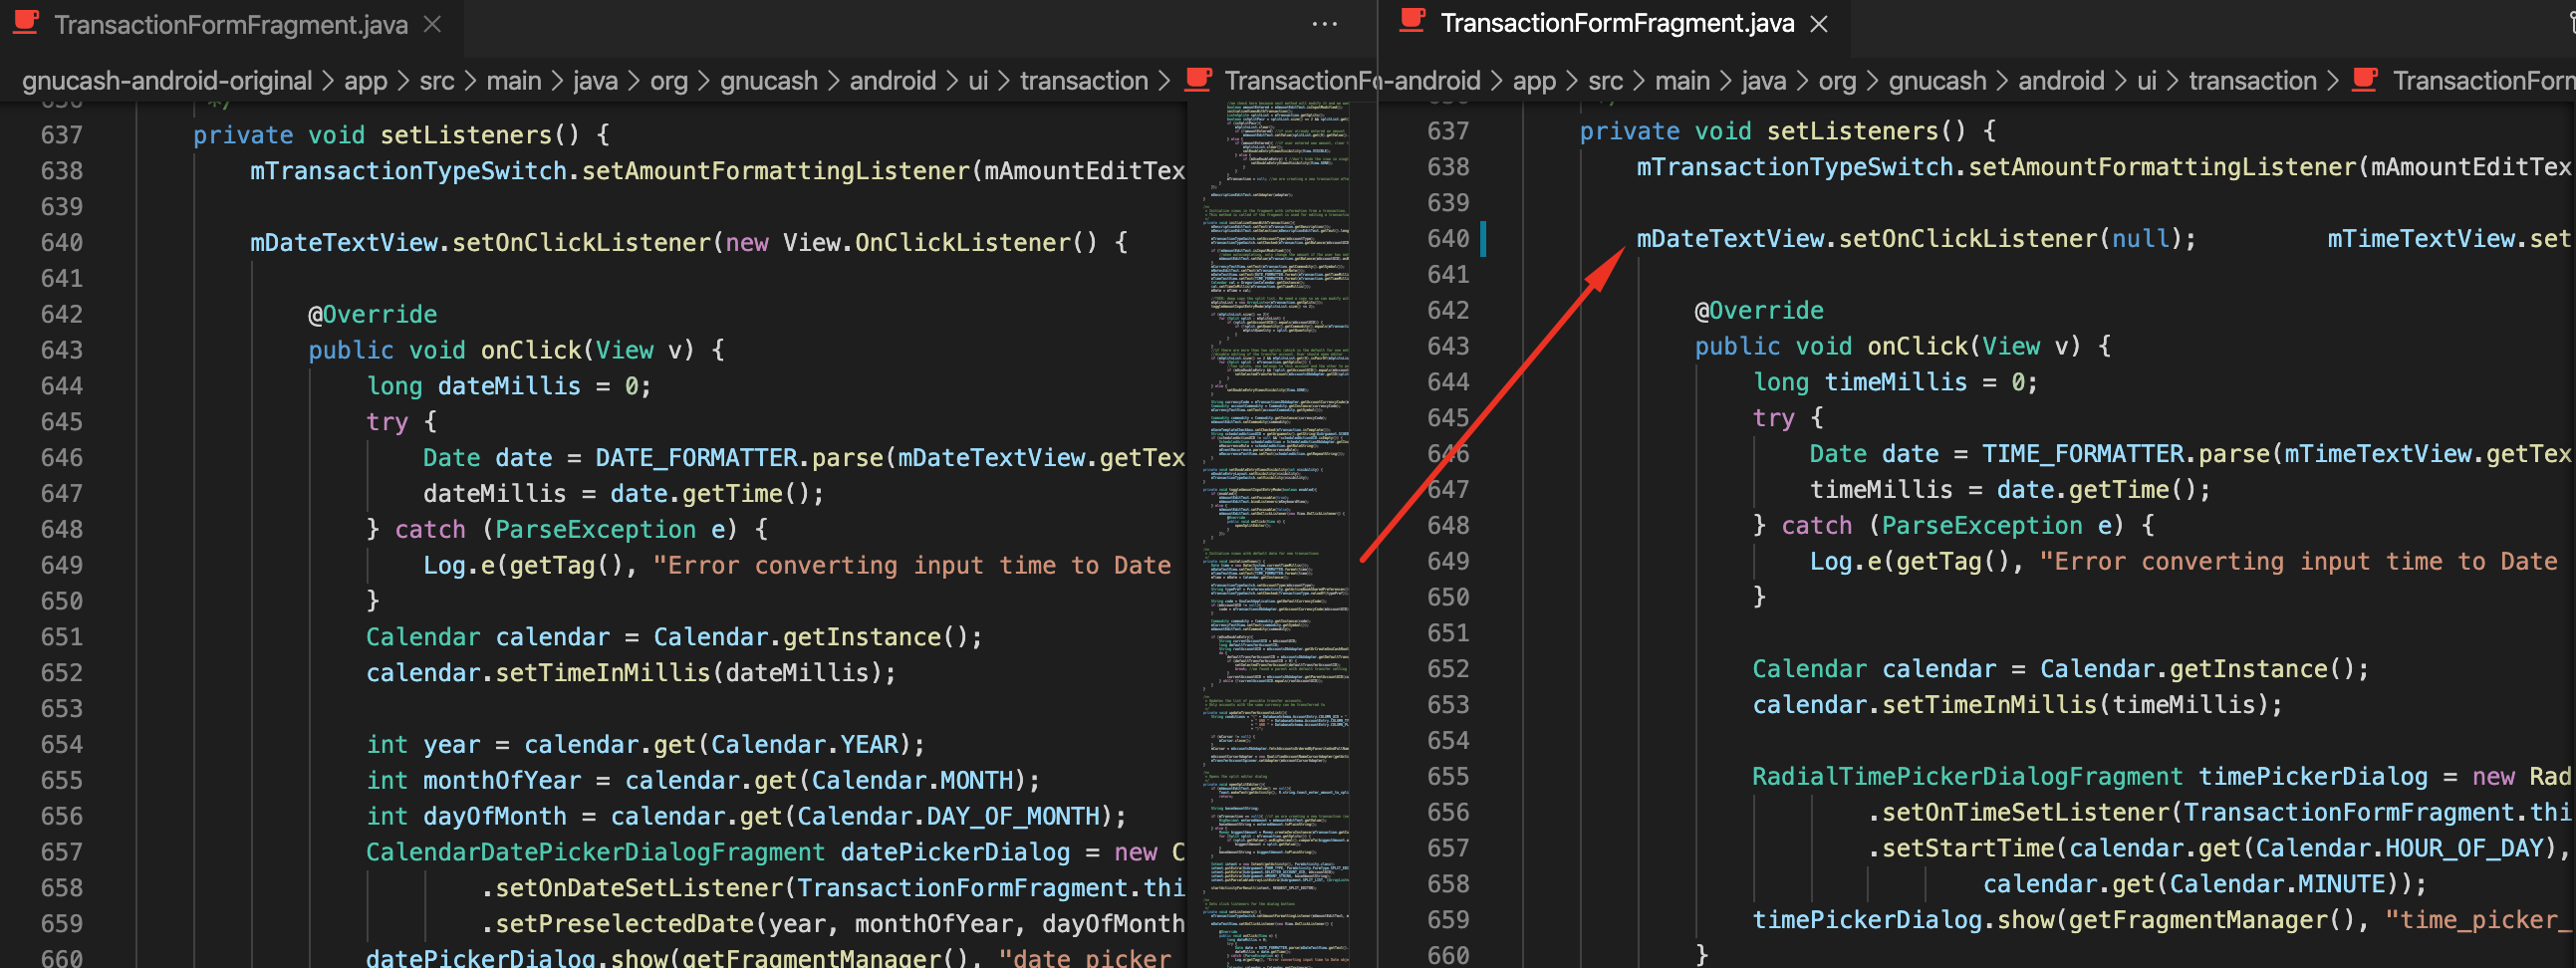 TransactionFormFragment.java
gnucash-android-original > app > src > main > java > org > gnucash > android > ui > transaction > TransactionFo
637 private void setListeners() {
638 mTransactionTypeSwitch.setAmountFormattingListener(mAmountEditTex
639
640 mDateTextView.setOnClickListener(new View.OnClickListener() {
641
642 @Override
643 public void onClick(View v) {
644 long dateMillis = 0;
645 try {
646 Date date = DATE_FORMATTER.parse(mDateTextView.getTex
647 dateMillis = date.getTime();
648 } catch (ParseException e) {
649 Log.e(getTag(), "Error converting input time to Date
650 }
651 Calendar calendar = Calendar.getInstance();
652 calendar.setTimeInMillis(dateMillis);
653
654 int year = calendar.get(Calendar.YEAR);
655 int monthOfYear = calendar.get(Calendar.MONTH);
656 int dayOfMonth = calendar.get(Calendar.DAY_OF_MONTH);
657 CalendarDatePickerDialogFragment datePickerDialog = new C
658 .setOnDateSetListener(TransactionFormFragment.thi
659 .setPreselectedDate(year, monthOfYear, dayOfMonth
660 datePickerDialog.show(getFragmentManager(), "date_picker
TransactionFormFragment.java
-android > app > src > main > java > org > gnucash > android > ui > transaction > TransactionForm
637 private void setListeners() {
638 mTransactionTypeSwitch.setAmountFormattingListener(mAmountEditTex
639
640 mDateTextView.setOnClickListener(null); mTimeTextView.set
641
642 @Override
643 public void onClick(View v) {
644 long timeMillis = 0;
645 try {
646 Date date = TIME_FORMATTER.parse(mTimeTextView.getTex
647 timeMillis = date.getTime();
648 } catch (ParseException e) {
649 Log.e(getTag(), "Error converting input time to Date
650 }
651
652 Calendar calendar = Calendar.getInstance();
653 calendar.setTimeInMillis(timeMillis);
654
655 RadialTimePickerDialogFragment timePickerDialog = new Rad
656 .setOnTimeSetListener(TransactionFormFragment.thi
657 .setStartTime(calendar.get(Calendar.HOUR_OF_DAY),
658 calendar.get(Calendar.MINUTE));
659 timePickerDialog.show(getFragmentManager(), "time_picker_
660 }